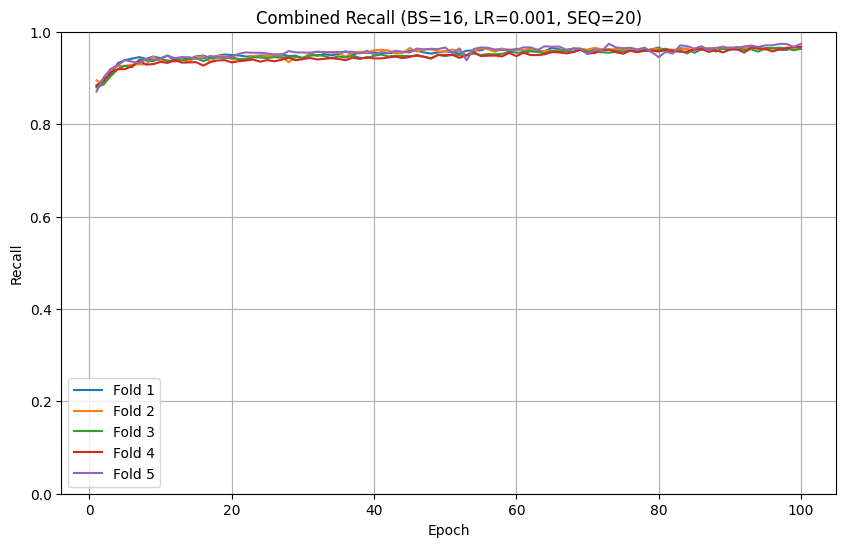 Combined Recall (BS=16, LR=0.001, SEQ=20)
Recall
1.0
0.8
0.6
0.4
0.2
0.0
Fold 1
Fold 2
Fold 3
Fold 4
Fold 5
0 20 40 60 80 100
Epoch